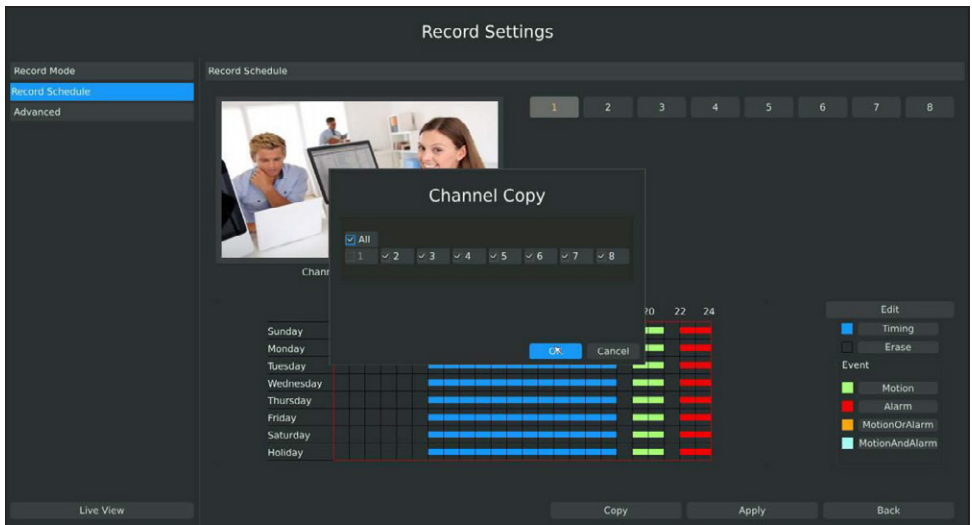 Record Settings
Record Mode
Record Schedule
Advanced
Record Schedule
1 2 3 4 5 6 7 8
Channel Copy
All
1 2 3 4 5 6 7 8
Chann
OK Cancel
20 22 24
Sunday
Monday
Tuesday
Wednesday
Thursday
Friday
Saturday
Holiday
Edit
Timing
Erase
Event
Motion
Alarm
MotionOrAlarm
MotionAndAlarm
Live View
Copy Apply Back